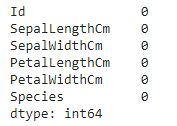 Id 0
SepalLengthCm 0
SepalWidthCm 0
PetalLengthCm 0
PetalWidthCm 0
Species 0
dtype: int64